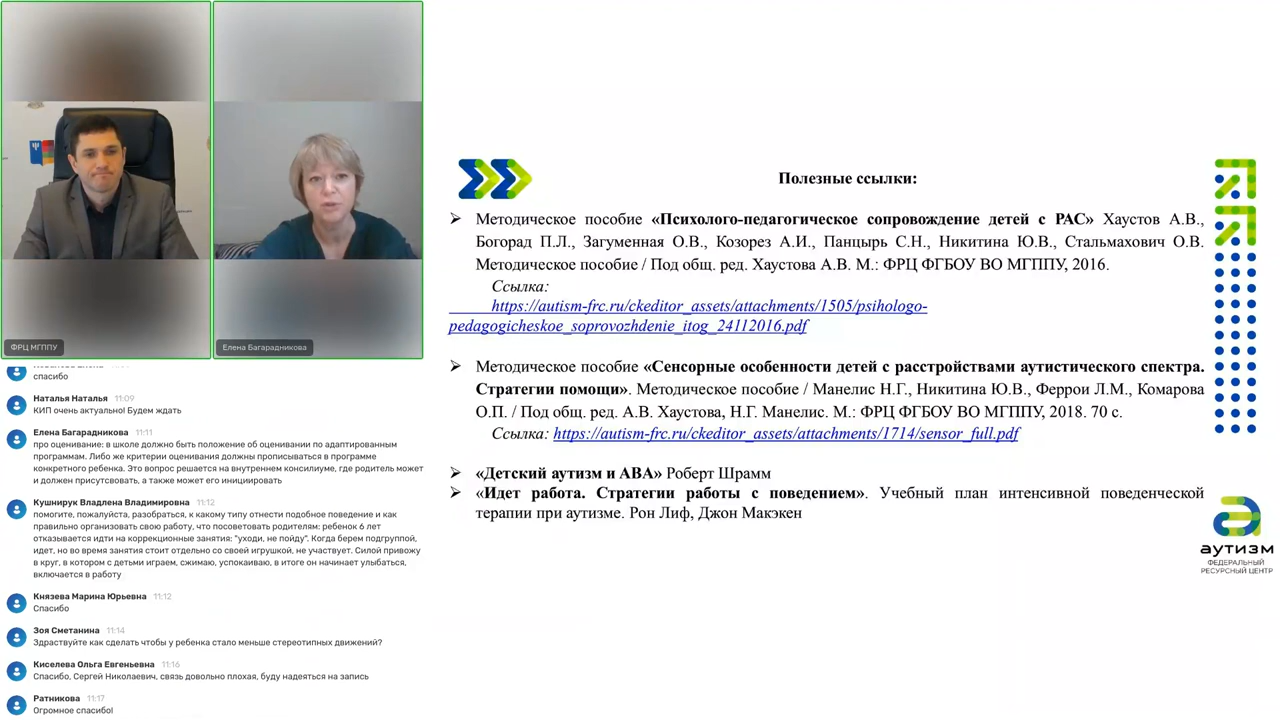 ФРЦ МГППУ
Елена Багарадникова
спасибо
Наталья Наталья 11:09
КИП очень актуально! Будем ждать
Елена Багарадникова 11:11
про оценивание: в школе должно быть положение об оценивании по адаптированным
программам. Либо же критерии оценивания должны прописываться в программе
конкретного ребенка. Это вопрос решается на внутреннем консилиуме, где родитель может
и должен присутсвовать, а также может его инициировать
Кушнирук Владлена Владимировна 11:12
помогите, пожалуйста, разобраться, к какому типу отнести подобное поведение и как
правильно организовать свою работу, что посоветовать родителям: ребенок 6 лет
отказывается идти на коррекционные занятия: "уходи, не пойду". Когда берем подгруппой,
идет, но во время занятия стоит отдельно со своей игрушкой, не участвует. Силой привожу
в круг, в котором с детьми играем, сжимаю, успокаиваю, в итоге он начинает улыбаться,
включается в работу
Князева Марина Юрьевна 11:12
Спасибо
Зоя Сметанина 11:14
Здраствуйте как сделать чтобы у ребенка стало меньше стереотипных движений?
Киселева Ольга Евгеньевна 11:16
Спасибо, Сергей Николаевич, связь довольно плохая, буду надеяться на запись
Ратникова 11:17
Огромное спасибо!
Полезные ссылки:
Методическое пособие «Психолого-педагогическое сопровождение детей с РАС» Хаустов А.В.,
Богорад П.Л., Загуменная О.В., Козорез А.И., Панцырь С.Н., Никитина Ю.В., Стальмахович О.В.
Методическое пособие / Под общ. ред. Хаустова А.В. М.: ФРЦ ФГБОУ ВО МГППУ, 2016.
Ссылка:
https://autism-frc.ru/ckeditor_assets/attachments/1505/psihologo-
pedagogicheskoe_soprovozhdenie_itog_24112016.pdf
Методическое пособие «Сенсорные особенности детей с расстройствами аутистического спектра.
Стратегии помощи». Методическое пособие / Манелис Н.Г., Никитина Ю.В., Феррои Л.М., Комарова
О.П. / Под общ. ред. А.В. Хаустова, Н.Г. Манелис. М.: ФРЦ ФГБОУ ВО МГППУ, 2018. 70 с.
Ссылка: https://autism-frc.ru/ckeditor_assets/attachments/1714/sensor_full.pdf
«Детский аутизм и АВА» Роберт Шрамм
«Идет работа. Стратегии работы с поведением». Учебный план интенсивной поведенческой
терапии при аутизме. Рон Лиф, Джон Макэкен
аутизм
ФЕДЕРАЛЬНЫЙ
РЕСУРСНЫЙ ЦЕНТР